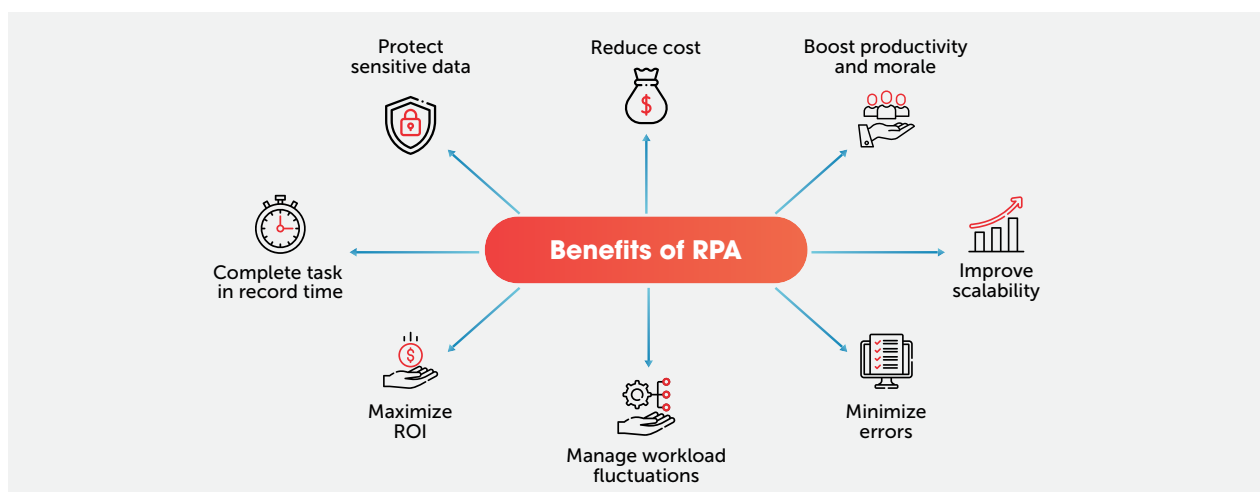 Protect
sensitive data
Reduce cost
$
Boost productivity
and morale
Complete task
in record time
Benefits of RPA
Improve
scalability
$
Maximize
ROI
Manage workload
fluctuations
Minimize
errors